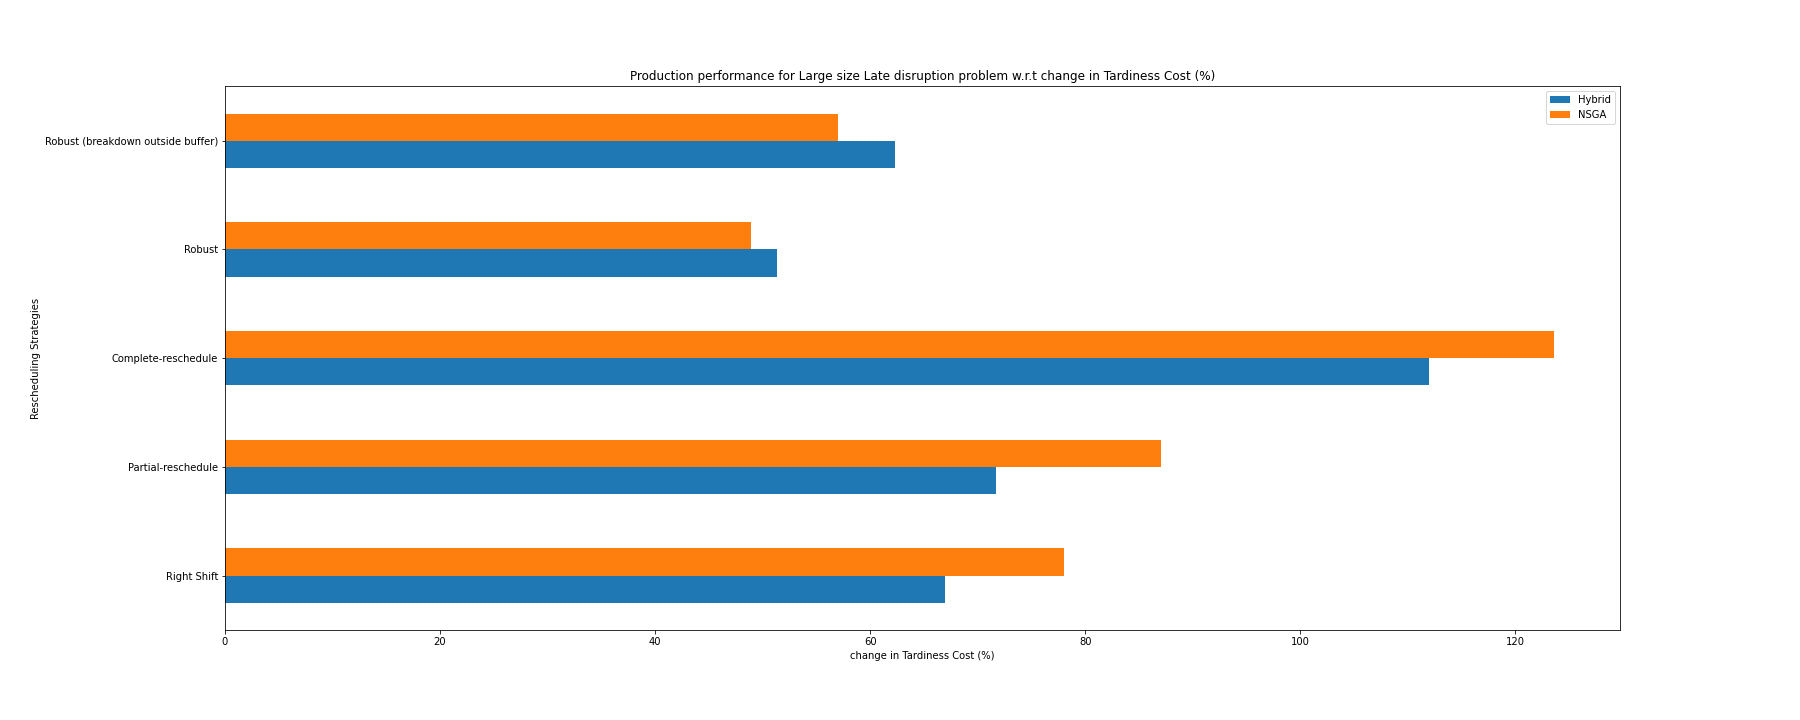 Production performance for Large size Late disruption problem w.r.t change in Tardiness Cost (%)
Hybrid
NSGA
Robust (breakdown outside buffer)
Robust
Complete-reschedule
Partial-reschedule
Right Shift
Rescheduling Strategies
0 20 40 60 80 100 120
change in Tardiness Cost (%)